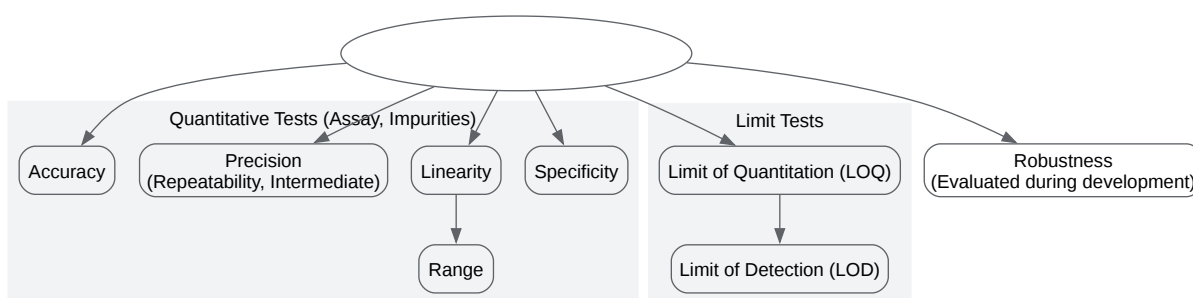 Quantitative Tests (Assay, Impurities)
Limit Tests
Accuracy
Precision
(Repeatability, Intermediate)
Linearity
Specificity
Limit of Quantitation (LOQ)
Robustness
(Evaluated during development)
Range
Limit of Detection (LOD)